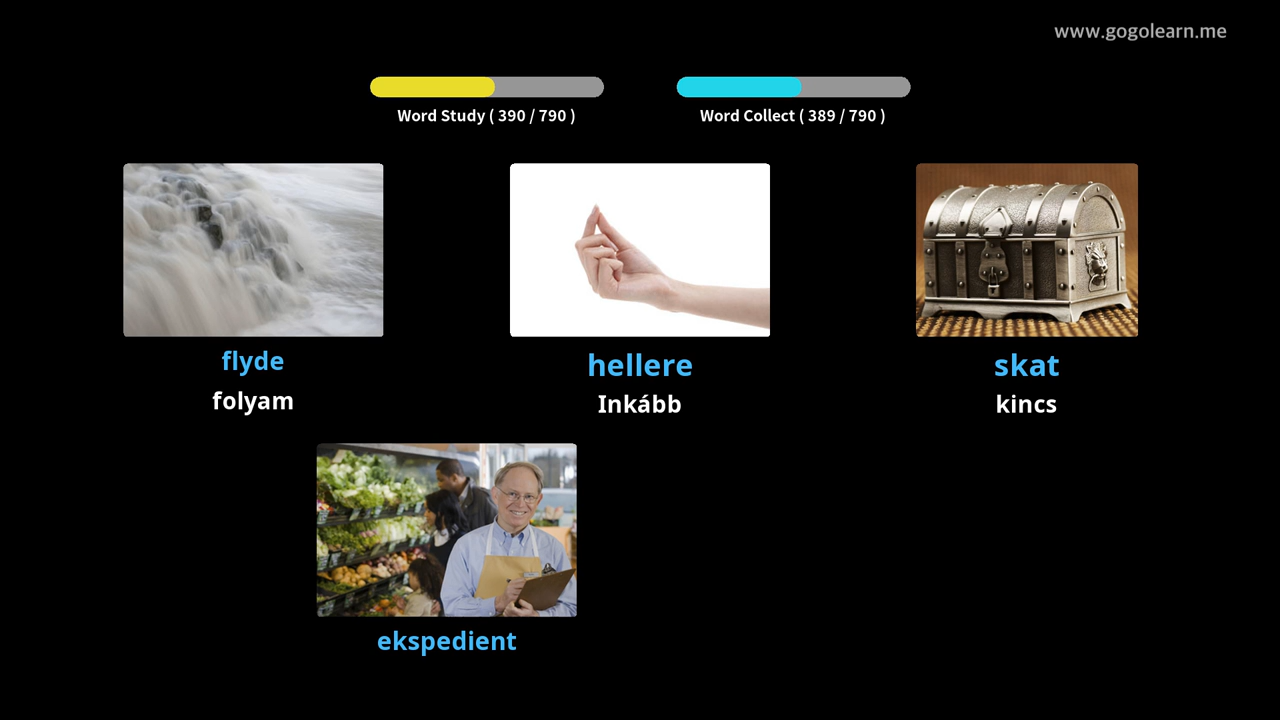 www.gogolearn.me
Word Study ( 390 / 790 )
Word Collect ( 389 / 790 )
flyde
folyam
hellere
Inkább
skat
kincs
ekspedient